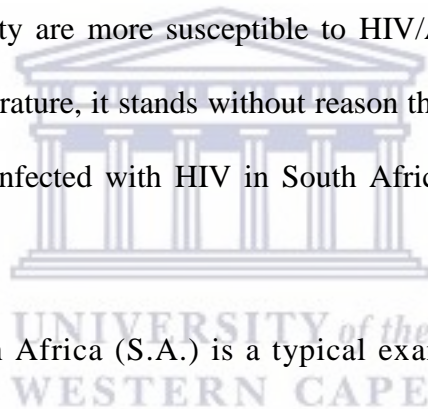 ty are more susceptible to HIV/A
rature, it stands without reason th
nfected with HIV in South Afric
UNIVERSITY of the
n Africa (S.A.) is a typical exam
WESTERN CAPE